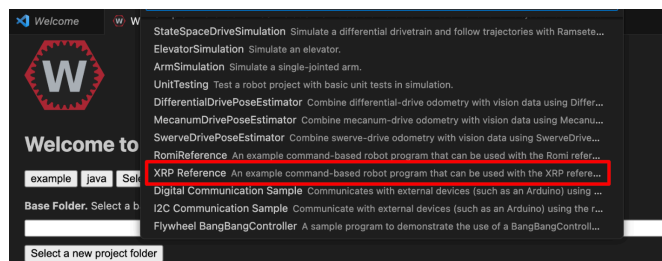 Welcome
W
StateSpaceDriveSimulation Simulate a differential drivetrain and follow trajectories with Ramsete...
ElevatorSimulation Simulate an elevator.
ArmSimulation Simulate a single-jointed arm.
UnitTesting Test a robot project with basic unit tests in simulation.
DifferentialDrivePoseEstimator Combine differential-drive odometry with vision data using Differ...
MecanumDrivePoseEstimator Combine mecanum-drive odometry with vision data using Mecanu...
SwerveDrivePoseEstimator Combine swerve-drive odometry with vision data using SwerveDrive...
RomiReference An example command-based robot program that can be used with the Romi refer...
XRP Reference An example command-based robot program that can be used with the XRP refere...
Digital Communication Sample Communicates with external devices (such as an Arduino) using ...
I2C Communication Sample Communicate with external devices (such as an Arduino) using the r...
Flywheel BangBangController A sample program to demonstrate the use of a BangBangControll...
W
Welcome to
example java Sel
Base Folder. Select a b
Select a new project folder